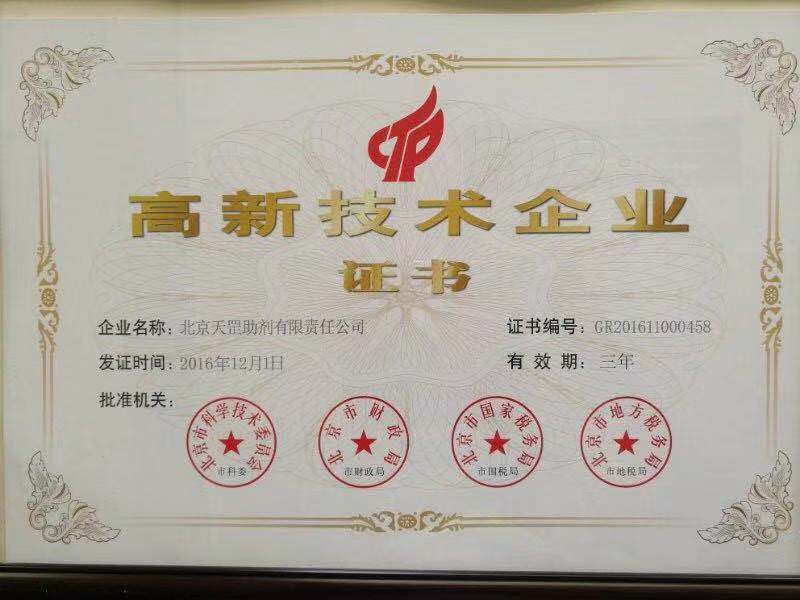 高新技术企业
证书
企业名称：北京天罡助剂有限责任公司
证书编号：GR201611000458
发证时间：2016年12月1日
有效期：三年
批准机关：
北京市科学技术委员会
市科委
北京市财政局
市财政局
北京市国家税务局
市国税局
北京市地方税务局
市地税局